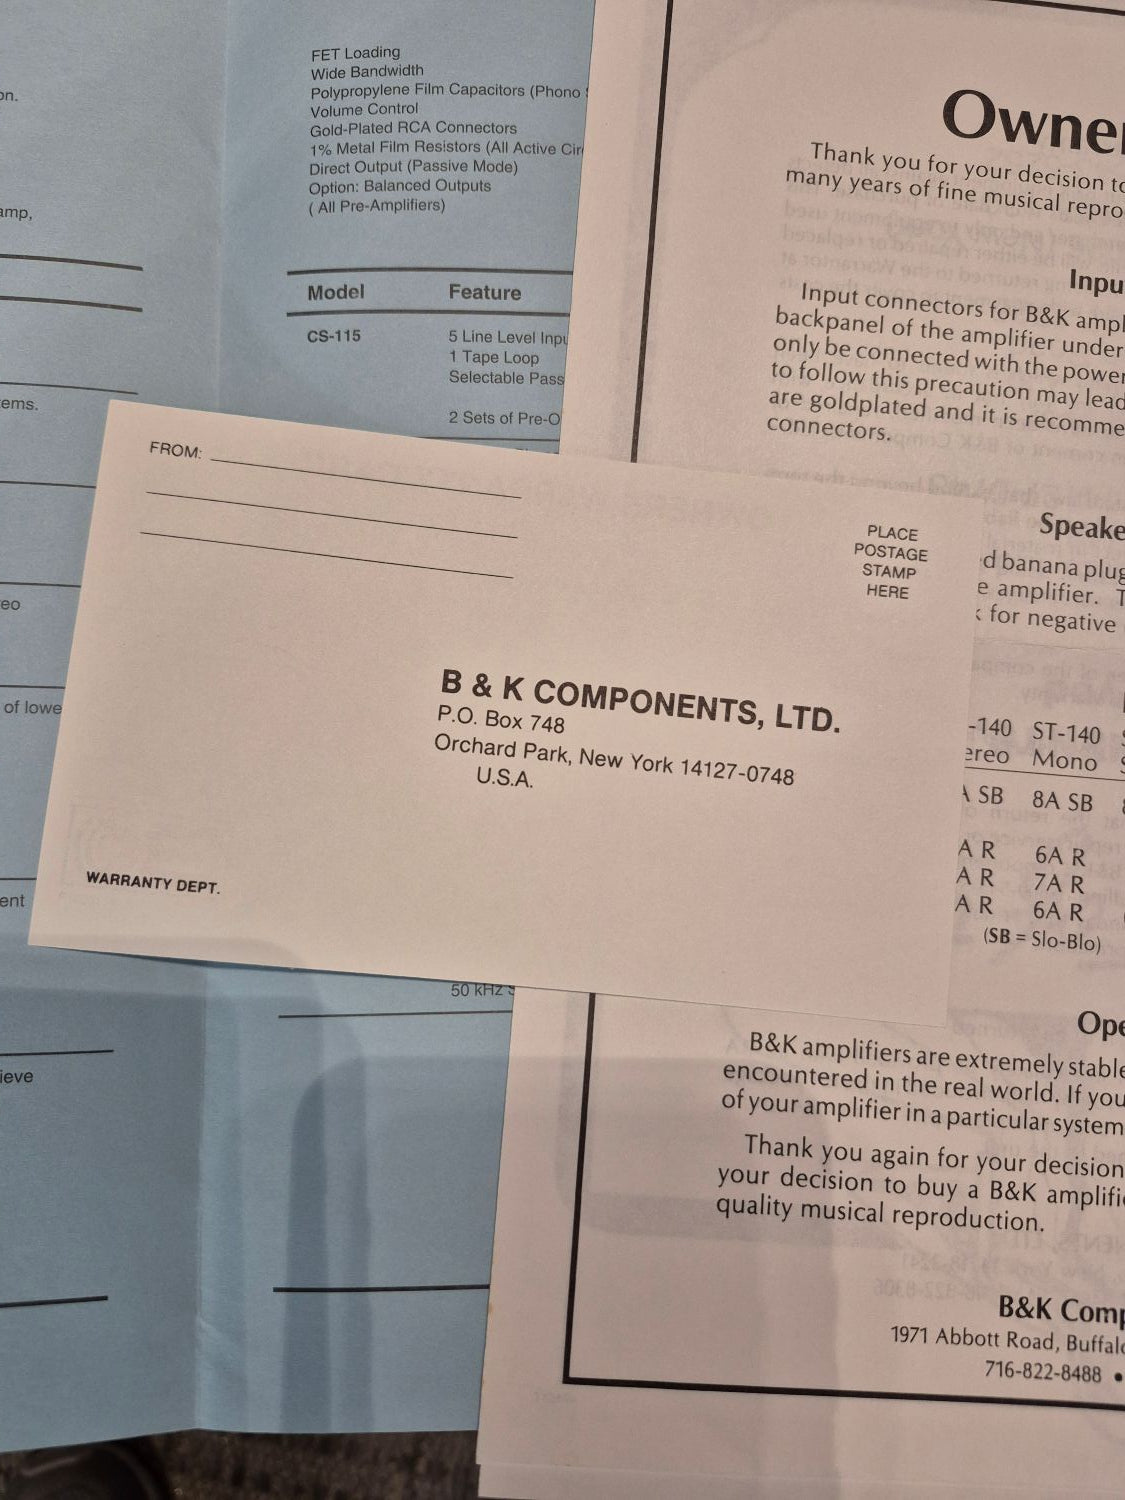 on.
amp,
ems.
eo
of lowe
ent
ieve
FET Loading
Wide Bandwidth
Polypropylene Film Capacitors (Phono
Volume Control
Gold-Plated RCA Connectors
1% Metal Film Resistors (All Active Cir
Direct Output (Passive Mode)
Option: Balanced Outputs
( All Pre-Amplifiers)
Model Feature
CS-115 5 Line Level Inpu
1 Tape Loop
Selectable Pass
2 Sets of Pre-O
50 kHz
Owne
Thank you for your decision to
many years of fine musical repro
Inpu
Input connectors for B&K ampl
backpanel of the amplifier under
only be connected with the power
to follow this precaution may lead
are goldplated and it is recomme
connectors.
Speake
d banana plug
e amplifier. T
k for negative
-140 ST-140
ereo Mono
A SB 8A SB
A R 6A R
A R 7A R
A R 6A R
(SB = Slo-Blo)
Ope
B&K amplifiers are extremely stable
encountered in the real world. If you
of your amplifier in a particular system
Thank you again for your decision
your decision to buy a B&K amplifie
quality musical reproduction.
B&K Comp
1971 Abbott Road, Buffalo
716-822-8488 •
FROM:
PLACE
POSTAGE
STAMP
HERE
B & K COMPONENTS, LTD.
P.O. Box 748
Orchard Park, New York 14127-0748
U.S.A.
WARRANTY DEPT.